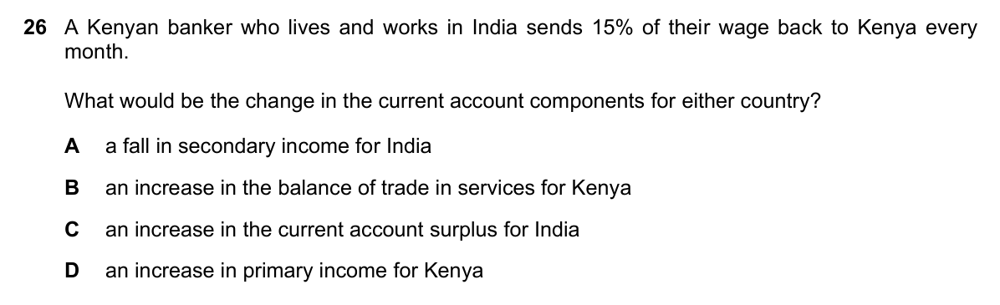 26 A Kenyan banker who lives and works in India sends 15% of their wage back to Kenya every
month.
What would be the change in the current account components for either country?
A a fall in secondary income for India
B an increase in the balance of trade in services for Kenya
C an increase in the current account surplus for India
D an increase in primary income for Kenya